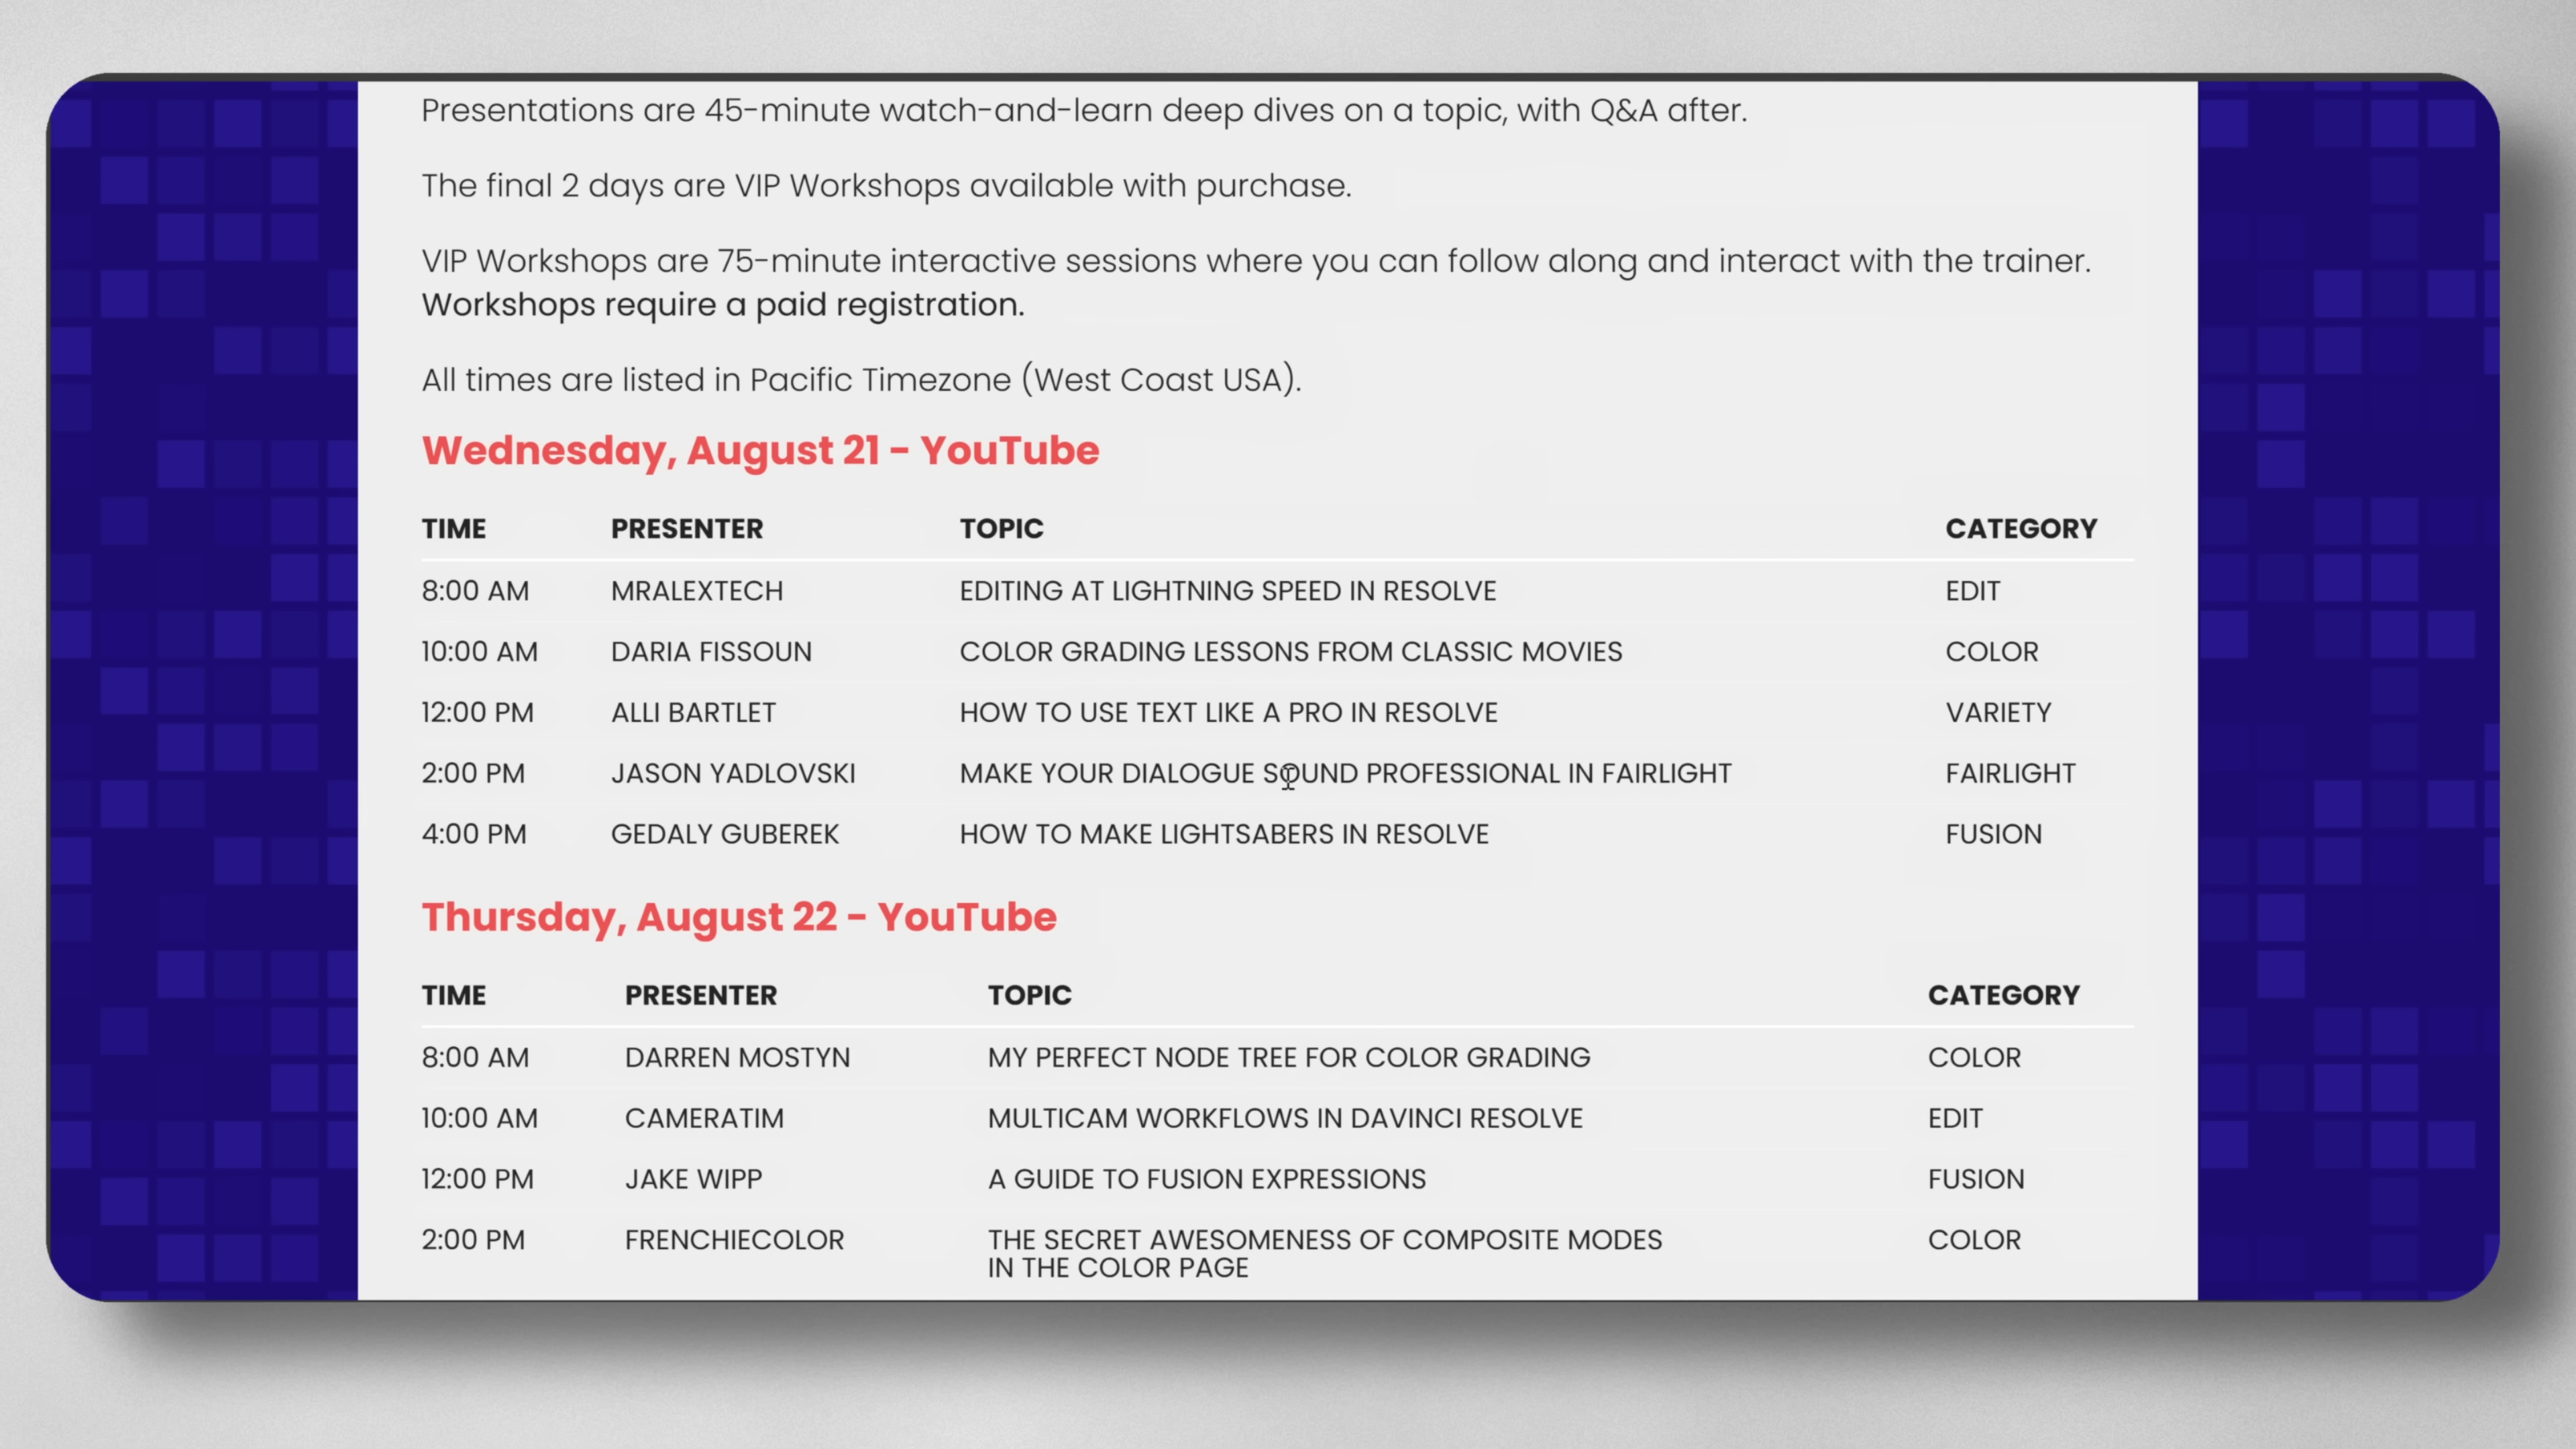 Presentations are 45-minute watch-and-learn deep dives on a topic, with Q&A after.
The final 2 days are VIP Workshops available with purchase.
VIP Workshops are 75-minute interactive sessions where you can follow along and interact with the trainer.
Workshops require a paid registration.
All times are listed in Pacific Timezone (West Coast USA).
Wednesday, August 21 - YouTube
TIME PRESENTER TOPIC CATEGORY
8:00 AM MRALEXTECH EDITING AT LIGHTNING SPEED IN RESOLVE EDIT
10:00 AM DARIA FISSOUN COLOR GRADING LESSONS FROM CLASSIC MOVIES COLOR
12:00 PM ALLI BARTLET HOW TO USE TEXT LIKE A PRO IN RESOLVE VARIETY
2:00 PM JASON YADLOVSKI MAKE YOUR DIALOGUE SOUND PROFESSIONAL IN FAIRLIGHT FAIRLIGHT
4:00 PM GEDALY GUBEREK HOW TO MAKE LIGHTSABERS IN RESOLVE FUSION
Thursday, August 22 - YouTube
TIME PRESENTER TOPIC CATEGORY
8:00 AM DARREN MOSTYN MY PERFECT NODE TREE FOR COLOR GRADING COLOR
10:00 AM CAMERATIM MULTICAM WORKFLOWS IN DAVINCI RESOLVE EDIT
12:00 PM JAKE WIPP A GUIDE TO FUSION EXPRESSIONS FUSION
2:00 PM FRENCHIECOLOR THE SECRET AWESOMENESS OF COMPOSITE MODES COLOR
IN THE COLOR PAGE